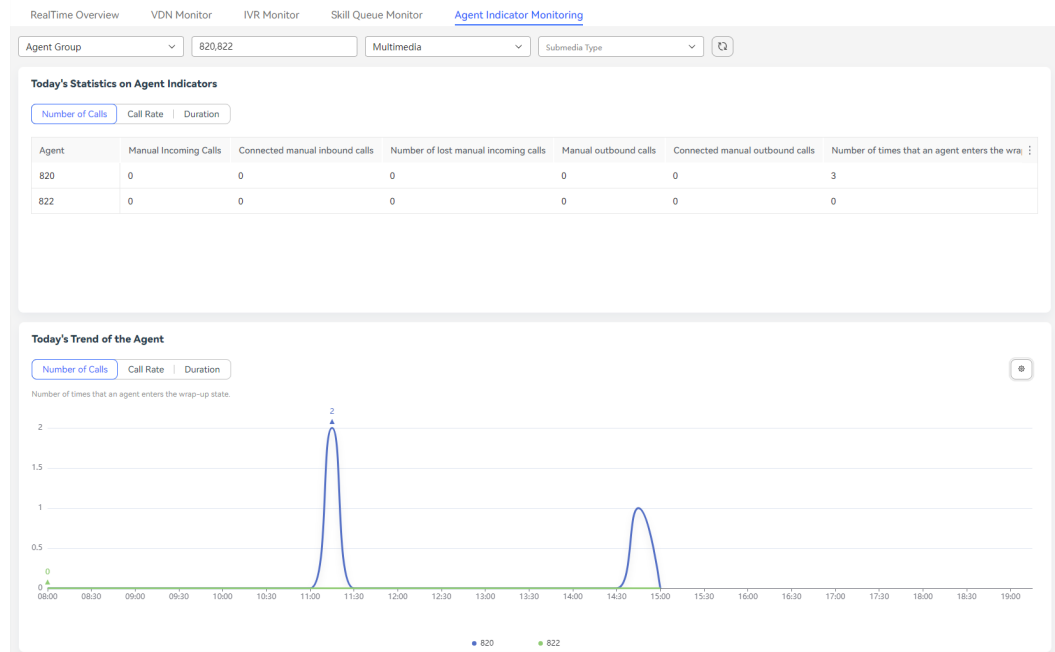 RealTime Overview VDN Monitor IVR Monitor Skill Queue Monitor Agent Indicator Monitoring
Agent Group 820,822 Multimedia Submedia Type
Today's Statistics on Agent Indicators
Number of Calls Call Rate Duration
Agent Manual Incoming Calls Connected manual inbound calls Number of lost manual incoming calls Manual outbound calls Connected manual outbound calls Number of times that an agent enters the wra
820 0 0 0 0 0 3
822 0 0 0 0 0 0
Today's Trend of the Agent
Number of Calls Call Rate Duration
Number of times that an agent enters the wrap-up state.
2
2
1.5
1
0.5
0
0
08:00 08:30 09:00 09:30 10:00 10:30 11:00 11:30 12:00 12:30 13:00 13:30 14:00 14:30 15:00 15:30 16:00 16:30 17:00 17:30 18:00 18:30 19:00
820 822